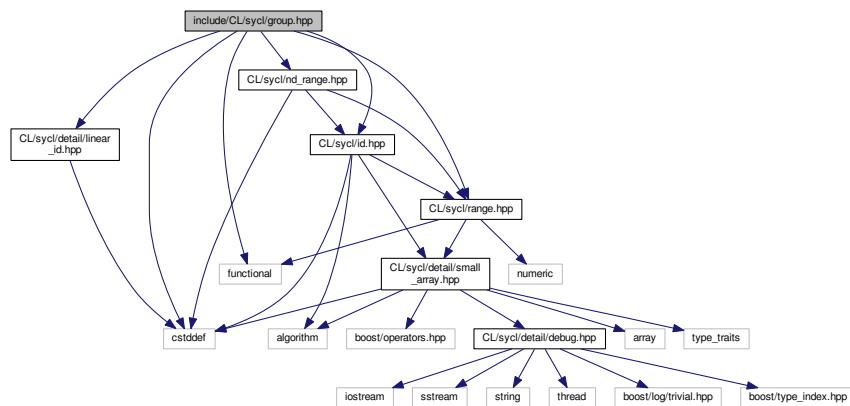 include/CL/sycl/group.hpp
CL/sycl/nd_range.hpp
CL/sycl/detail/linear
_id.hpp
CL/sycl/id.hpp
CL/sycl/range.hpp
functional
CL/sycl/detail/small
_array.hpp
numeric
cstddef
algorithm
boost/operators.hpp
CL/sycl/detail/debug.hpp
array
type_traits
iostream
sstream
string
thread
boost/log/trivial.hpp
boost/type_index.hpp